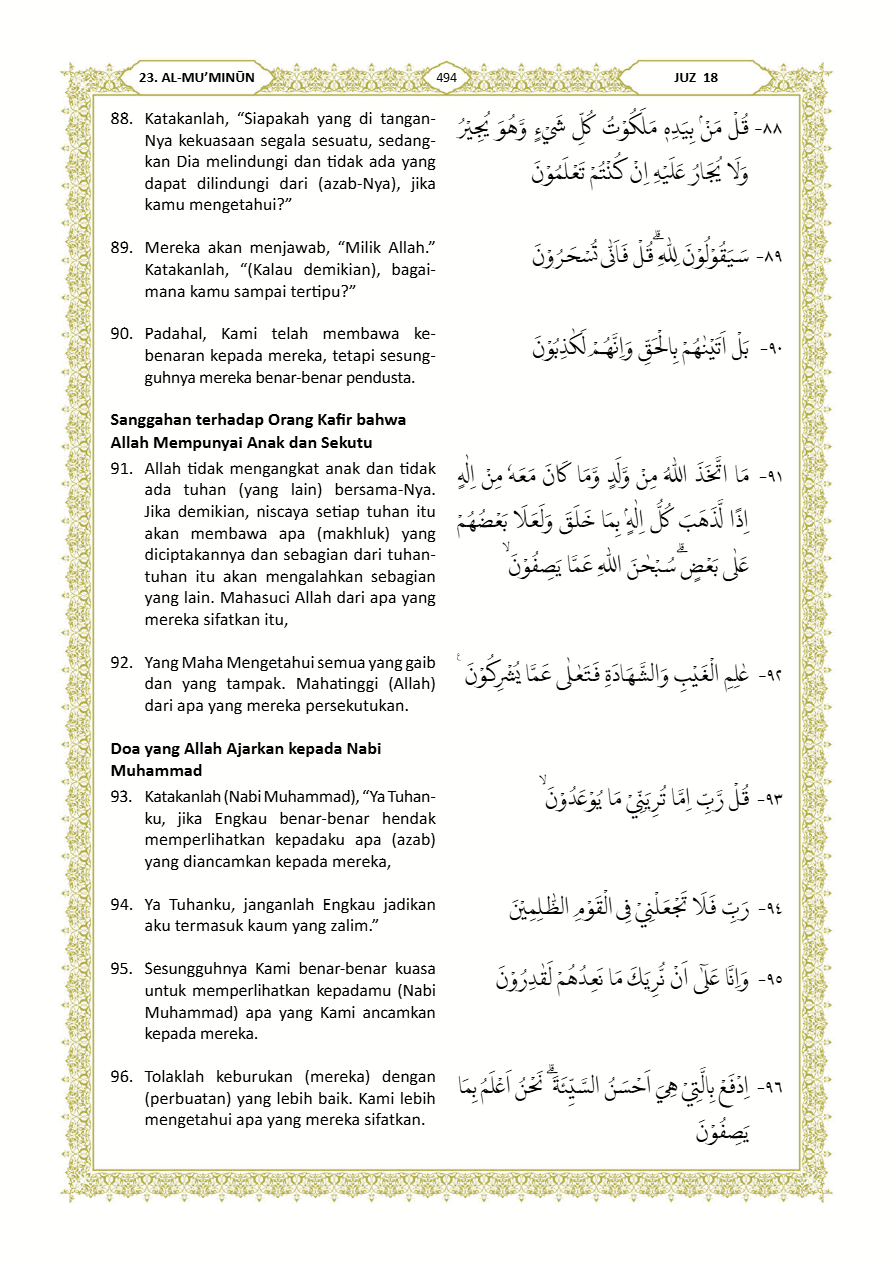 23. AL-MU’MINŪN
494
JUZ 18
88. Katakanlah, “Siapakah yang di tangan-
Nya kekuasaan segala sesuatu, sedang-
kan Dia melindungi dan tidak ada yang
dapat dilindungi dari (azab-Nya), jika
kamu mengetahui?”
٨٨- قُلْ مَنْۢ بِيَدِهٖ مَلَكُوْتُ كُلِّ شَيْءٍ وَّهُوَ يُجِيْرُ
وَلَا يُجَارُ عَلَيْهِ اِنْ كُنْتُمْ تَعْلَمُوْنَ
89. Mereka akan menjawab, “Milik Allah.”
Katakanlah, “(Kalau demikian), bagai-
mana kamu sampai tertipu?”
٨٩- سَيَقُوْلُوْنَ لِلّٰهِ ۗقُلْ فَاَنّٰى تُسْحَرُوْنَ
90. Padahal, Kami telah membawa ke-
benaran kepada mereka, tetapi sesung-
guhnya mereka benar-benar pendusta.
٩٠- بَلْ اَتَيْنٰهُمْ بِالْحَقِّ وَاِنَّهُمْ لَكٰذِبُوْنَ
Sanggahan terhadap Orang Kafir bahwa
Allah Mempunyai Anak dan Sekutu
91. Allah tidak mengangkat anak dan tidak
ada tuhan (yang lain) bersama-Nya.
Jika demikian, niscaya setiap tuhan itu
akan membawa apa (makhluk) yang
diciptakannya dan sebagian dari tuhan-
tuhan itu akan mengalahkan sebagian
yang lain. Mahasuci Allah dari apa yang
mereka sifatkan itu,
٩١- مَا اتَّخَذَ اللّٰهُ مِنْ وَّلَدٍ وَّمَا كَانَ مَعَهٗ مِنْ اِلٰهٍ
اِذًا لَّذَهَبَ كُلُّ اِلٰهٍۢ بِمَا خَلَقَ وَلَعَلَا بَعْضُهُمْ
عَلٰى بَعْضٍۗ سُبْحٰنَ اللّٰهِ عَمَّا يَصِفُوْنَۙ
92. Yang Maha Mengetahui semua yang gaib
dan yang tampak. Mahatinggi (Allah)
dari apa yang mereka persekutukan.
٩٢- عٰلِمِ الْغَيْبِ وَالشَّهَادَةِ فَتَعٰلٰى عَمَّا يُشْرِكُوْنَ ࣖ
Doa yang Allah Ajarkan kepada Nabi
Muhammad
93. Katakanlah (Nabi Muhammad), “Ya Tuhan-
ku, jika Engkau benar-benar hendak
memperlihatkan kepadaku apa (azab)
yang diancamkan kepada mereka,
٩٣- قُلْ رَّبِّ اِمَّا تُرِيَنِّيْ مَا يُوْعَدُوْنَۙ
94. Ya Tuhanku, janganlah Engkau jadikan
aku termasuk kaum yang zalim.”
٩٤- رَبِّ فَلَا تَجْعَلْنِيْ فِى الْقَوْمِ الظّٰلِمِيْنَ
95. Sesungguhnya Kami benar-benar kuasa
untuk memperlihatkan kepadamu (Nabi
Muhammad) apa yang Kami ancamkan
kepada mereka.
٩٥- وَاِنَّا عَلٰٓى اَنْ نُّرِيَكَ مَا نَعِدُهُمْ لَقٰدِرُوْنَ
96. Tolaklah keburukan (mereka) dengan
(perbuatan) yang lebih baik. Kami lebih
mengetahui apa yang mereka sifatkan.
٩٦- اِدْفَعْ بِالَّتِيْ هِيَ اَحْسَنُ السَّيِّئَةَۗ نَحْنُ اَعْلَمُ بِمَا
يَصِفُوْنَ